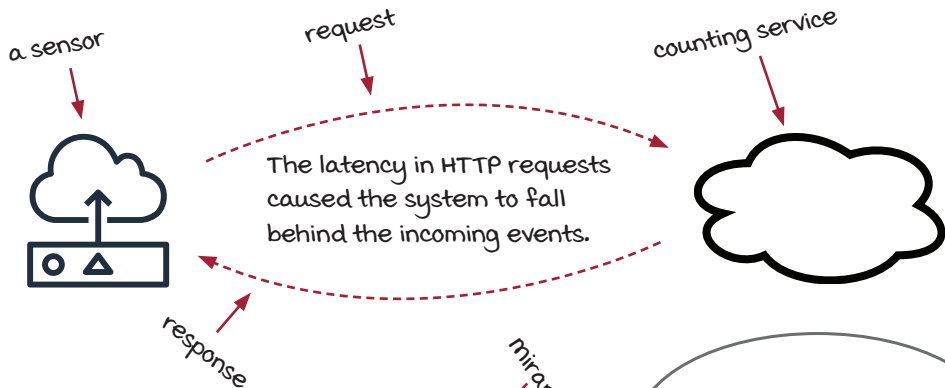 a sensor
request
counting service
The latency in HTTP requests
caused the system to fall
behind the incoming events.
response